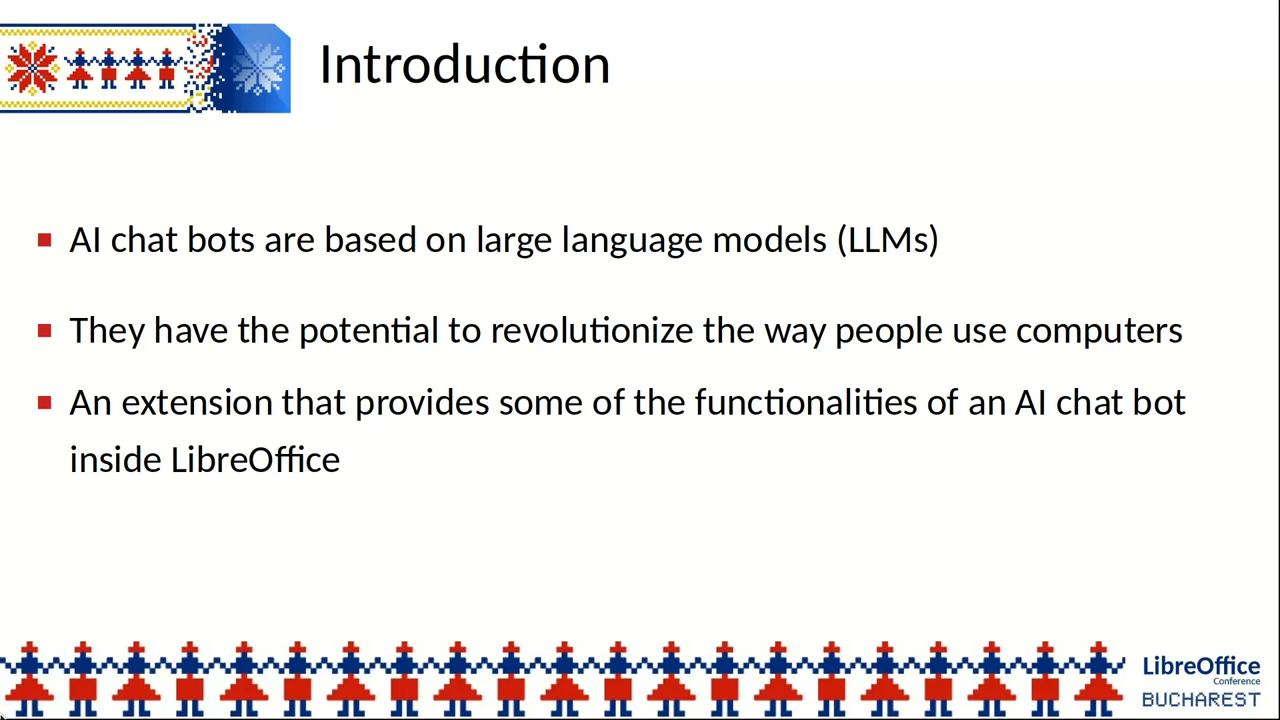 Introduction
AI chat bots are based on large language models (LLMs)
They have the potential to revolutionize the way people use computers
An extension that provides some of the functionalities of an AI chat bot
inside LibreOffice
LibreOffice
Conference
BUCHAREST